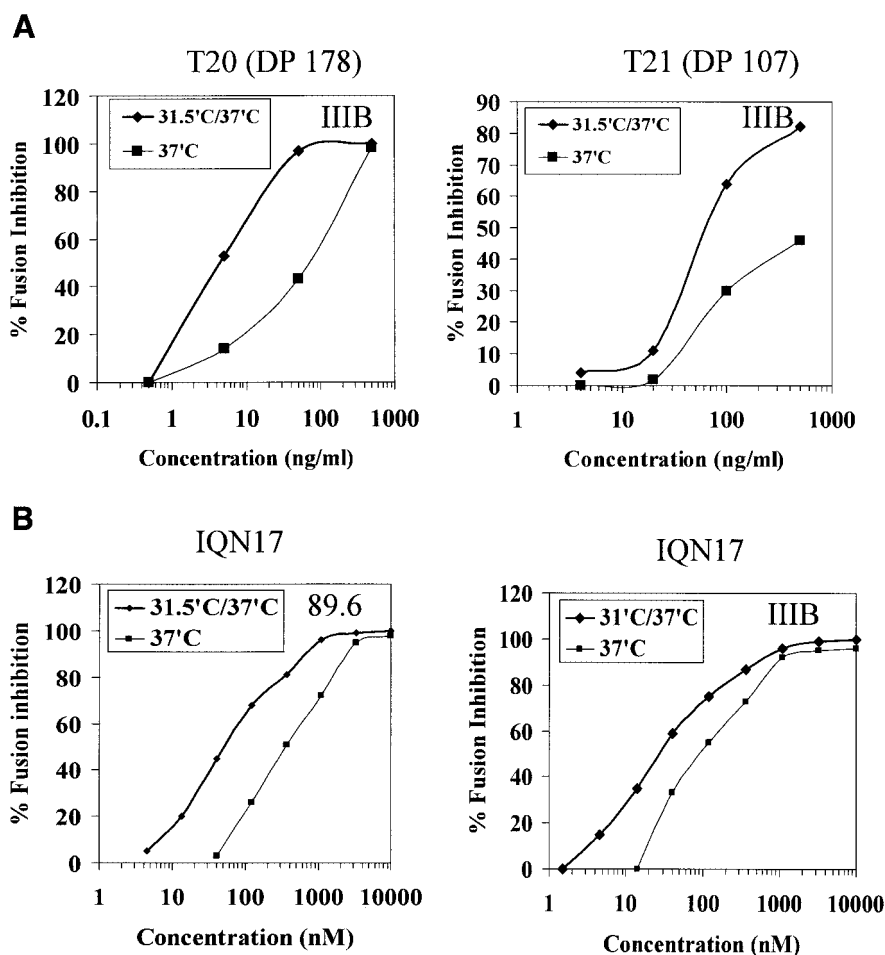 A
T20 (DP 178)
T21 (DP 107)
% Fusion Inhibition
120
100
80
60
40
20
0
31.5'C/37'C
37'C
IIIB
0.1
1
10
100
1000
Concentration (ng/ml)
% Fusion Inhibition
90
80
70
60
50
40
30
20
10
0
31.5'C/37'C
37'C
IIIB
1
10
100
1000
Concentration (ng/ml)
B
IQN17
IQN17
% Fusion inhibition
120
100
80
60
40
20
0
31.5'C/37'C
37'C
89.6
1
10
100
1000
10000
Concentration (nM)
% Fusion Inhibition
120
100
80
60
40
20
0
31'C/37'C
37'C
IIIB
1
10
100
1000
10000
Concentration (nM)